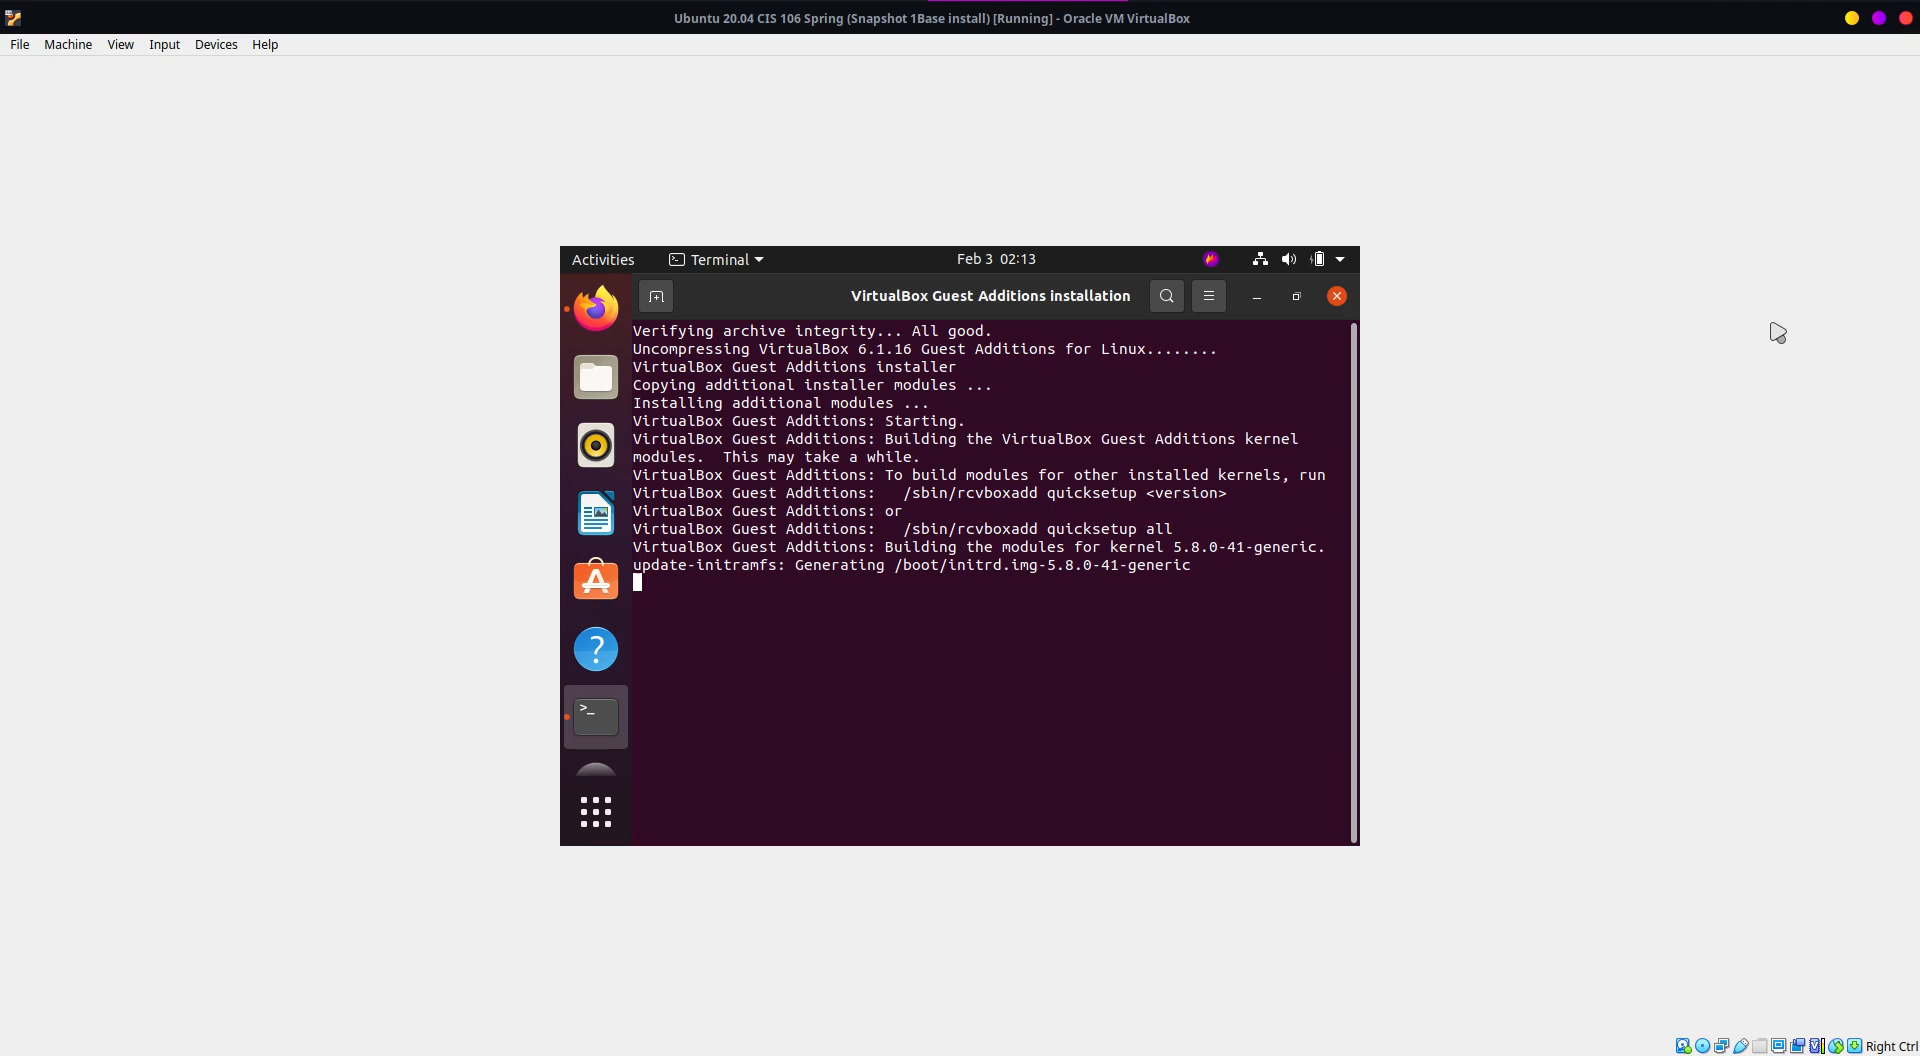 Ubuntu 20.04 CIS 106 Spring (Snapshot 1Base install) [Running] - Oracle VM VirtualBox
File Machine View Input Devices Help
Activities Terminal Feb 3 02:13
VirtualBox Guest Additions installation
Verifying archive integrity... All good.
Uncompressing VirtualBox 6.1.16 Guest Additions for Linux........
VirtualBox Guest Additions installer
Copying additional installer modules ...
Installing additional modules ...
VirtualBox Guest Additions: Starting.
VirtualBox Guest Additions: Building the VirtualBox Guest Additions kernel
modules.  This may take a while.
VirtualBox Guest Additions: To build modules for other installed kernels, run
VirtualBox Guest Additions:   /sbin/rcvboxadd quicksetup <version>
VirtualBox Guest Additions: or
VirtualBox Guest Additions:   /sbin/rcvboxadd quicksetup all
VirtualBox Guest Additions: Building the modules for kernel 5.8.0-41-generic.
update-initramfs: Generating /boot/initrd.img-5.8.0-41-generic
Right Ctrl